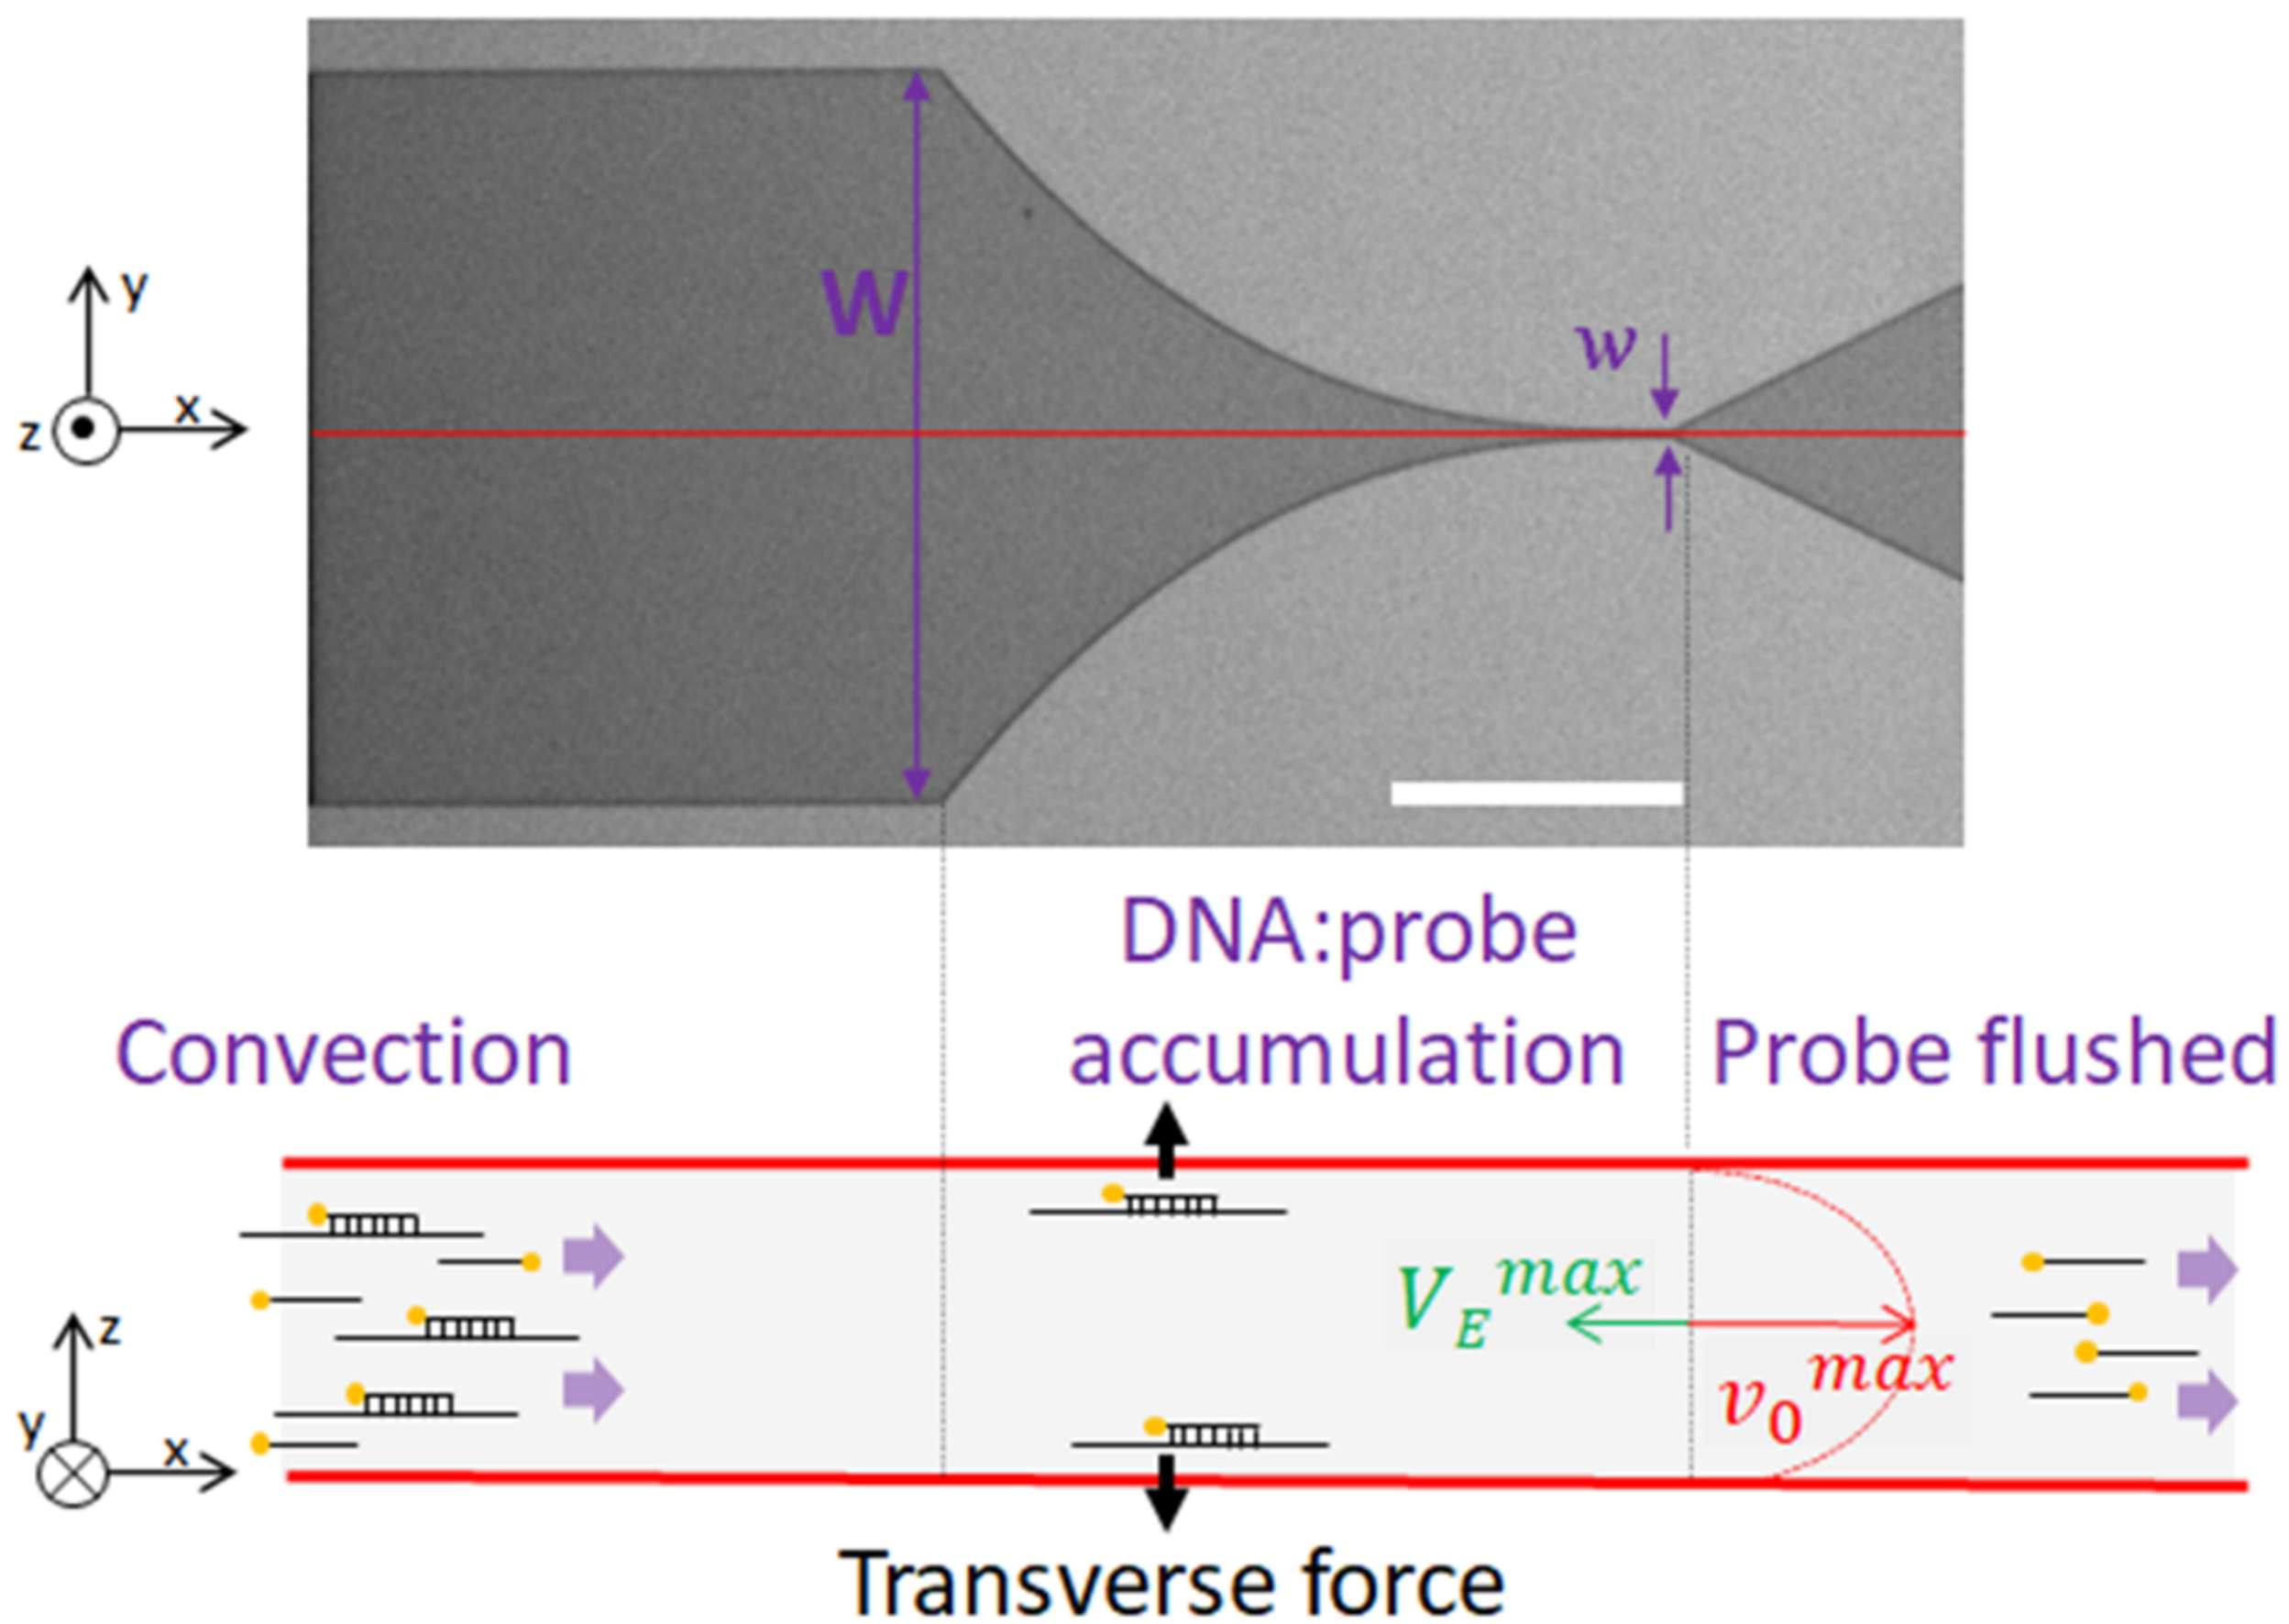 y
x
z
W
w
DNA:probe
accumulation
Convection
Probe flushed
V_E^max
v_0^max
z
y
x
Transverse force